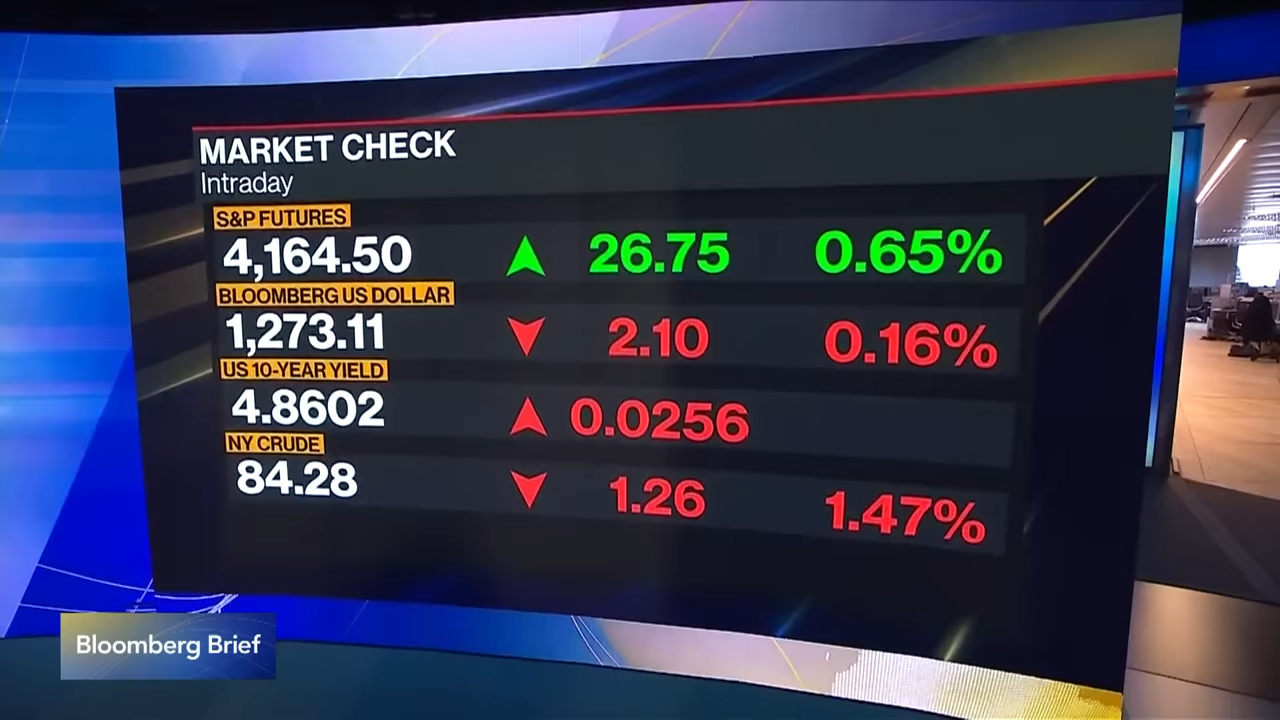 MARKET CHECK
Intraday
S&P FUTURES
4,164.50 26.75 0.65%
BLOOMBERG US DOLLAR
1,273.11 2.10 0.16%
US 10-YEAR YIELD
4.8602 0.0256
NY CRUDE
84.28 1.26 1.47%
Bloomberg Brief